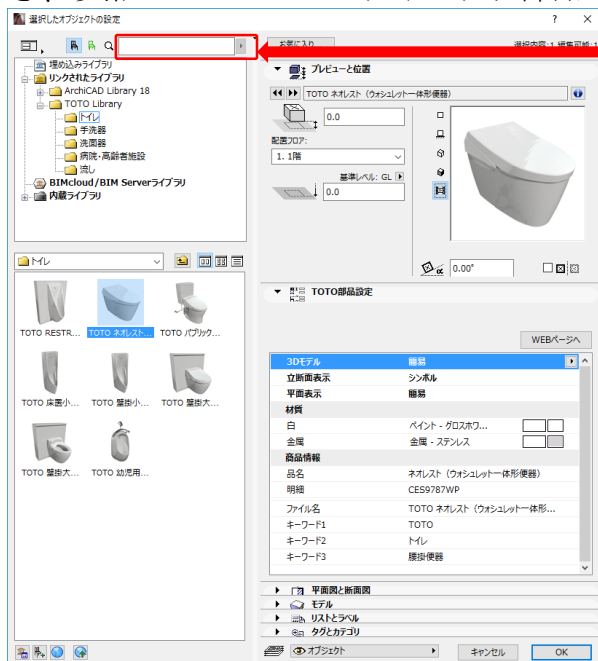 選択したオブジェクトの設定
?
お気に入り
選択内容:1 編集可能:1
埋め込みライブラリ
リンクされたライブラリ
ArchiCAD Library 18
TOTO Library
トイレ
手洗器
洗面器
病院・高齢者施設
流し
BIMcloud/BIM Serverライブラリ
内蔵ライブラリ
トイレ
TOTO RESTR...
TOTO ネオレスト...
TOTO パブリック...
TOTO 床置小...
TOTO 壁掛小...
TOTO 壁掛大...
TOTO 壁掛大...
TOTO 幼児用...
プレビューと位置
TOTO ネオレスト (ウォシュレット一体形便器)
0.0
配置フロア:
1. 1階
基準レベル: GL
0.0
α
0.00°
TOTO部品設定
WEBページへ
3Dモデル 簡易
立断面表示 シンボル
平面表示 簡易
材質
白 ペイント - グロスホワ...
金属 金属 - ステンレス
商品情報
品名 ネオレスト (ウォシュレット一体形便器)
明細 CES9787WP
ファイル名 TOTO ネオレスト (ウォシュレット一体形...
キーワード1 TOTO
キーワード2 トイレ
キーワード3 腰掛便器
平面図と断面図
モデル
リストとラベル
タグとカテゴリ
オブジェクト
キャンセル
OK